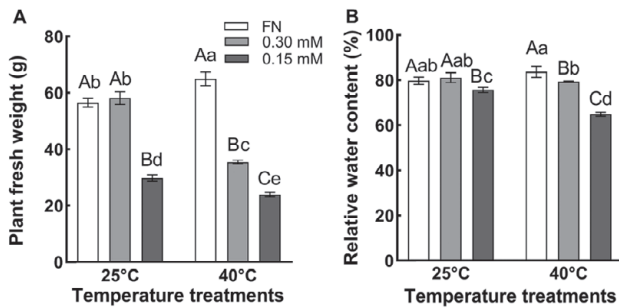 A
Plant fresh weight (g)
80
60
40
20
0
FN
0.30 mM
0.15 mM
Ab
Ab
Bd
Aa
Bc
Ce
25°C
40°C
Temperature treatments
B
Relative water content (%)
100
80
60
40
20
0
Aab
Aab
Bc
Aa
Bb
Cd
25°C
40°C
Temperature treatments